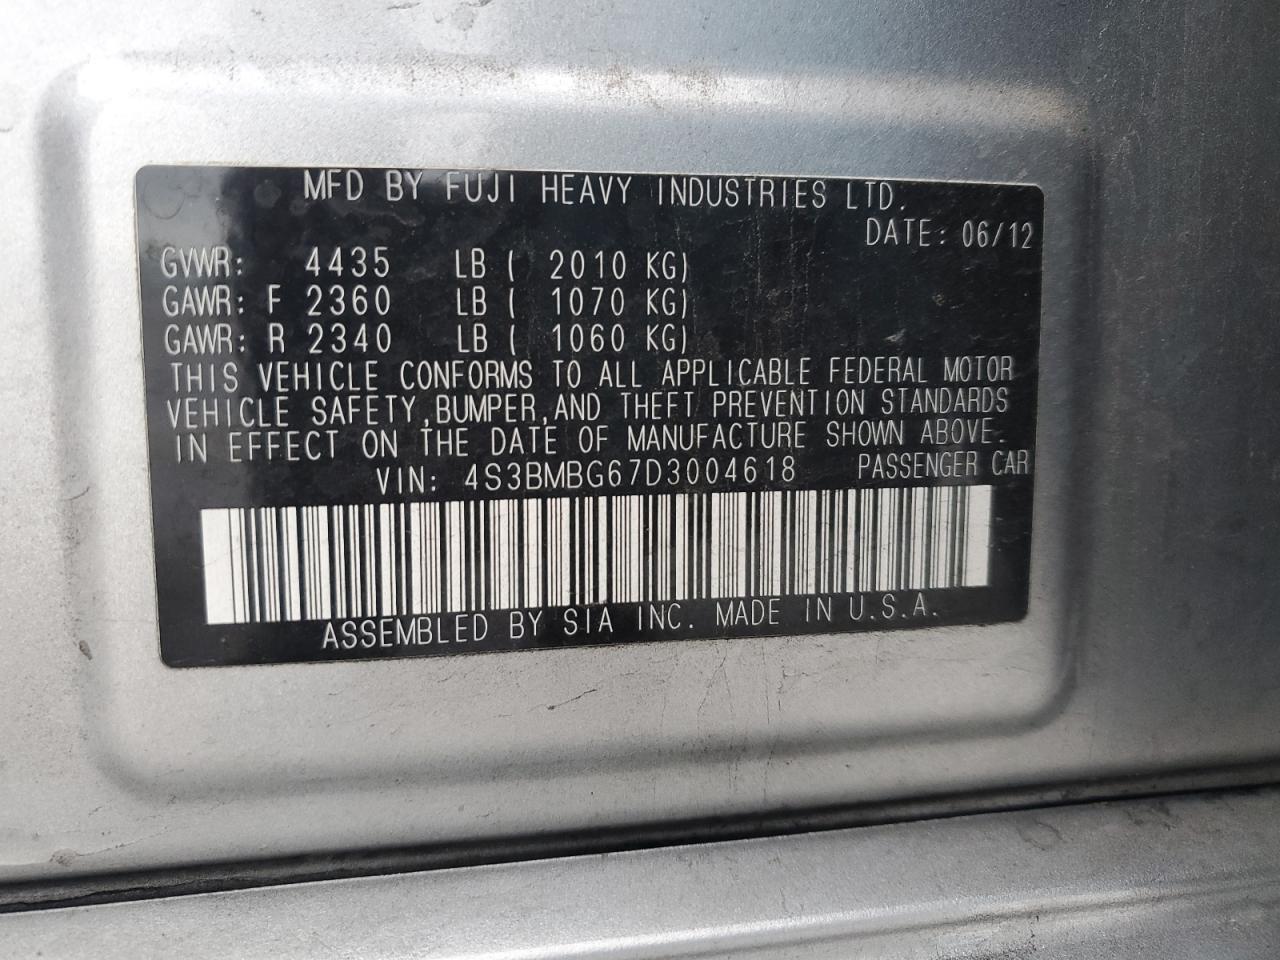 MFD BY FUJI HEAVY INDUSTRIES LTD.
DATE: 06/12
GVWR: 4435 LB ( 2010 KG)
GAWR: F 2360 LB ( 1070 KG)
GAWR: R 2340 LB ( 1060 KG)
THIS VEHICLE CONFORMS TO ALL APPLICABLE FEDERAL MOTOR
VEHICLE SAFETY,BUMPER,AND THEFT PREVENTION STANDARDS
IN EFFECT ON THE DATE OF MANUFACTURE SHOWN ABOVE.
VIN: 4S3BMBG67D3004618 PASSENGER CAR
ASSEMBLED BY SIA INC. MADE IN U.S.A.